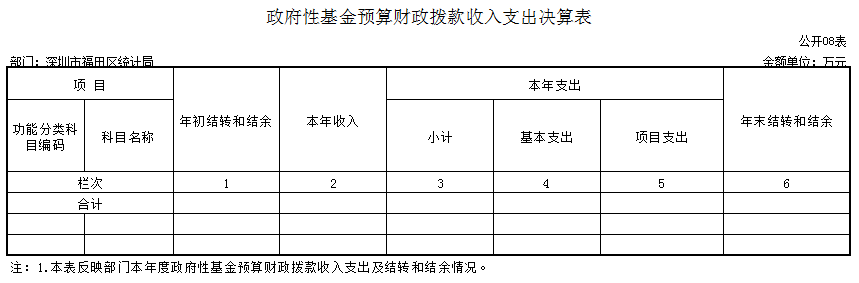 政府性基金预算财政拨款收入支出决算表
公开08表
部门：深圳市福田区统计局 金额单位：万元
项 目 年初结转和结余 本年收入 本年支出 年末结转和结余
功能分类科目编码 科目名称 小计 基本支出 项目支出
栏次 1 2 3 4 5 6
合计
注：1.本表反映部门本年度政府性基金预算财政拨款收入支出及结转和结余情况。